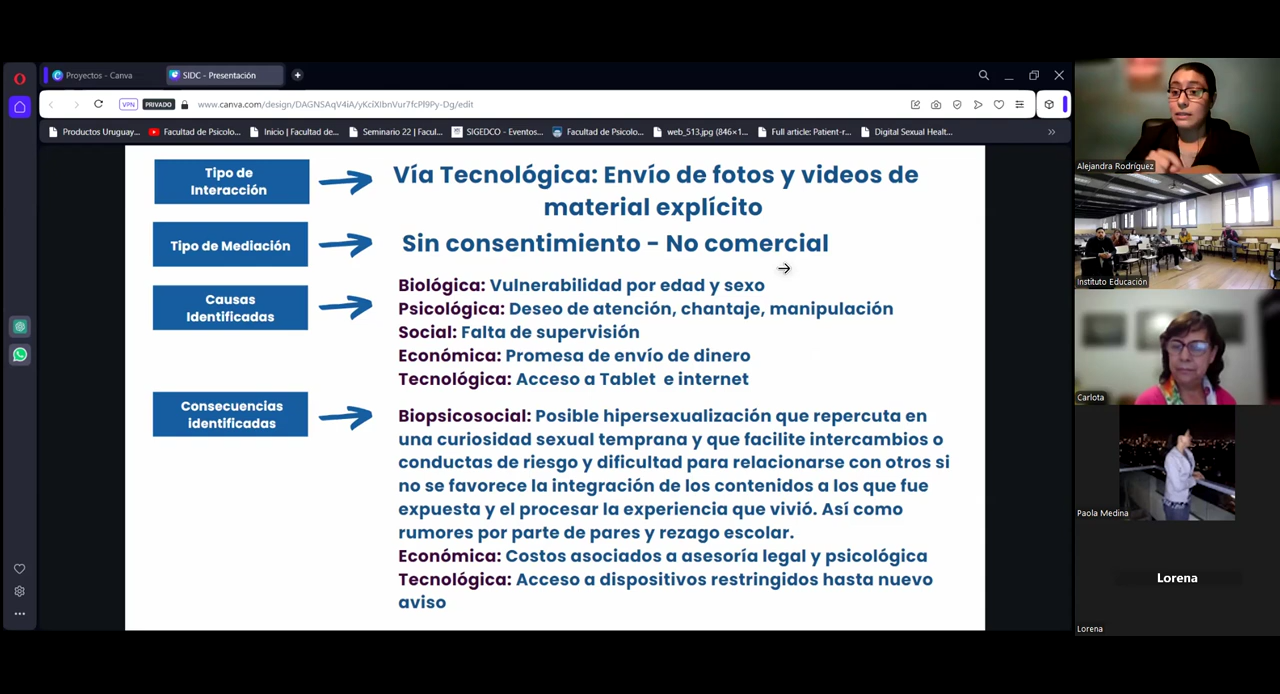 Proyectos - Canva
SIDC - Presentación
VPN
PRIVADO
www.canva.com/design/DAGNSAqV4iA/yKciXIbnVur7fcPl9Py-Dg/edit
Productos Uruguay...
Facultad de Psicolo...
Inicio | Facultad de...
Seminario 22 | Facul...
SIGEDCO - Eventos...
Facultad de Psicolo...
web_513.jpg (846×1...
Full article: Patient-r...
Digital Sexual Healt...
Tipo de
Interacción
Vía Tecnológica: Envío de fotos y videos de
material explícito
Tipo de Mediación
Sin consentimiento - No comercial
Causas
Identificadas
Biológica: Vulnerabilidad por edad y sexo
Psicológica: Deseo de atención, chantaje, manipulación
Social: Falta de supervisión
Económica: Promesa de envío de dinero
Tecnológica: Acceso a Tablet e internet
Consecuencias
identificadas
Biopsicosocial: Posible hipersexualización que repercuta en
una curiosidad sexual temprana y que facilite intercambios o
conductas de riesgo y dificultad para relacionarse con otros si
no se favorece la integración de los contenidos a los que fue
expuesta y el procesar la experiencia que vivió. Así como
rumores por parte de pares y rezago escolar.
Económica: Costos asociados a asesoría legal y psicológica
Tecnológica: Acceso a dispositivos restringidos hasta nuevo
aviso
Alejandra Rodríguez
Instituto Educación
Carlota
Paola Medina
Lorena
Lorena